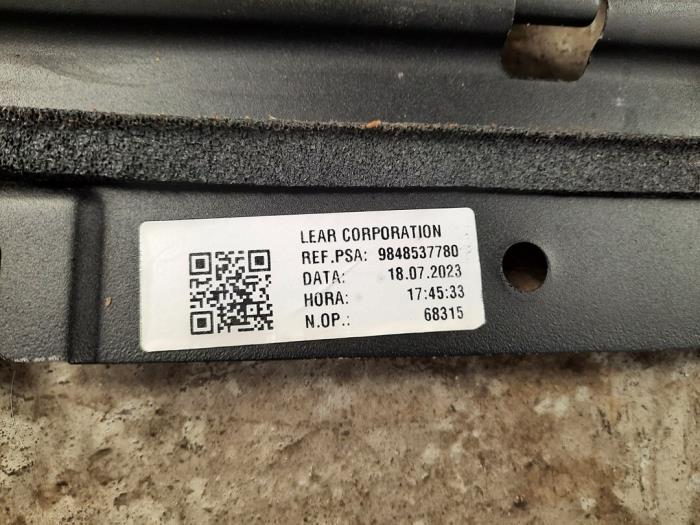 LEAR CORPORATION
REF.PSA: 9848537780
DATA: 18.07.2023
HORA: 17:45:33
N.OP.: 68315